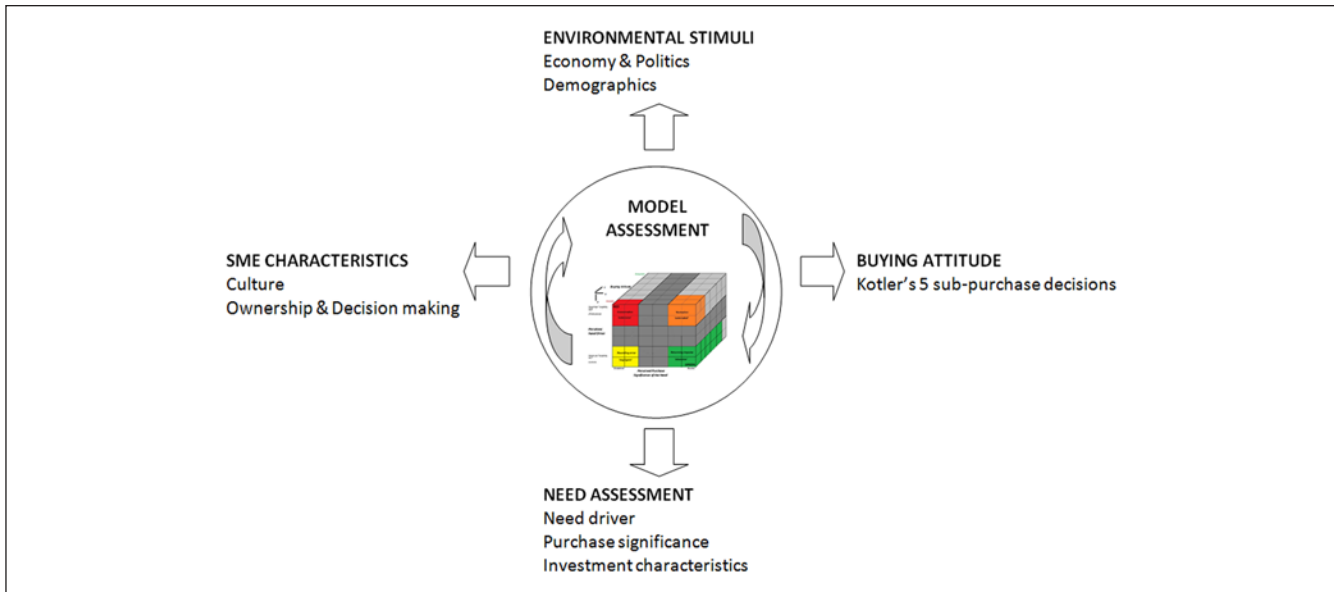 ENVIRONMENTAL STIMULI
Economy & Politics
Demographics
MODEL
ASSESSMENT
SME CHARACTERISTICS
Culture
Ownership & Decision making
BUYING ATTITUDE
Kotler's 5 sub-purchase decisions
NEED ASSESSMENT
Need driver
Purchase significance
Investment characteristics